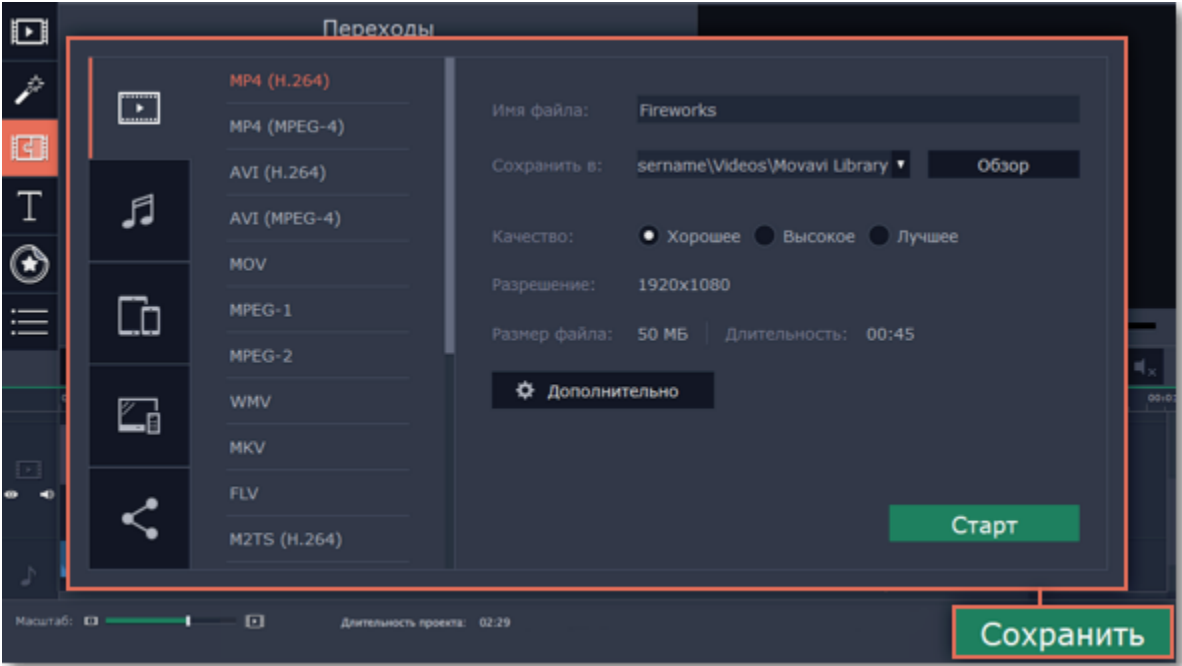 Переходы
MP4 (H.264)
MP4 (MPEG-4)
AVI (H.264)
AVI (MPEG-4)
MOV
MPEG-1
MPEG-2
WMV
MKV
FLV
M2TS (H.264)
Имя файла: Fireworks
Сохранить в: sername\Videos\Movavi Library Обзор
Качество: Хорошее Высокое Лучшее
Разрешение: 1920x1080
Размер файла: 50 МБ Длительность: 00:45
Дополнительно
Старт
Масштаб: Длительность проекта: 02:29
Сохранить